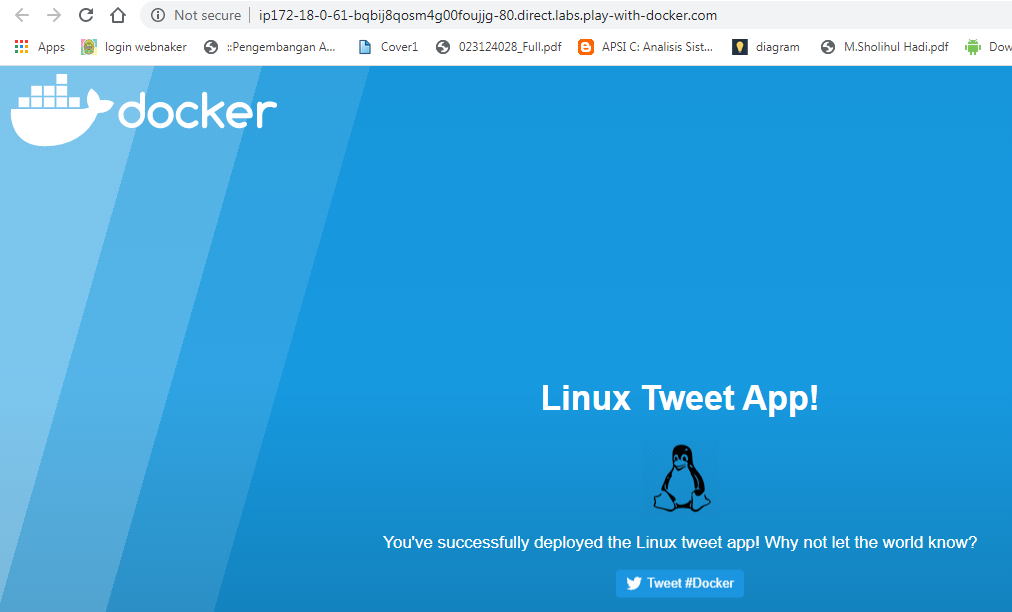 Not secure ip172-18-0-61-bqbij8qosm4g00foujjg-80.direct.labs.play-with-docker.com
Apps login webnaker ::Pengembangan A... Cover1 023124028_Full.pdf APSI C: Analisis Sist... diagram M.Sholihul Hadi.pdf Dow
docker
Linux Tweet App!
You've successfully deployed the Linux tweet app! Why not let the world know?
Tweet #Docker